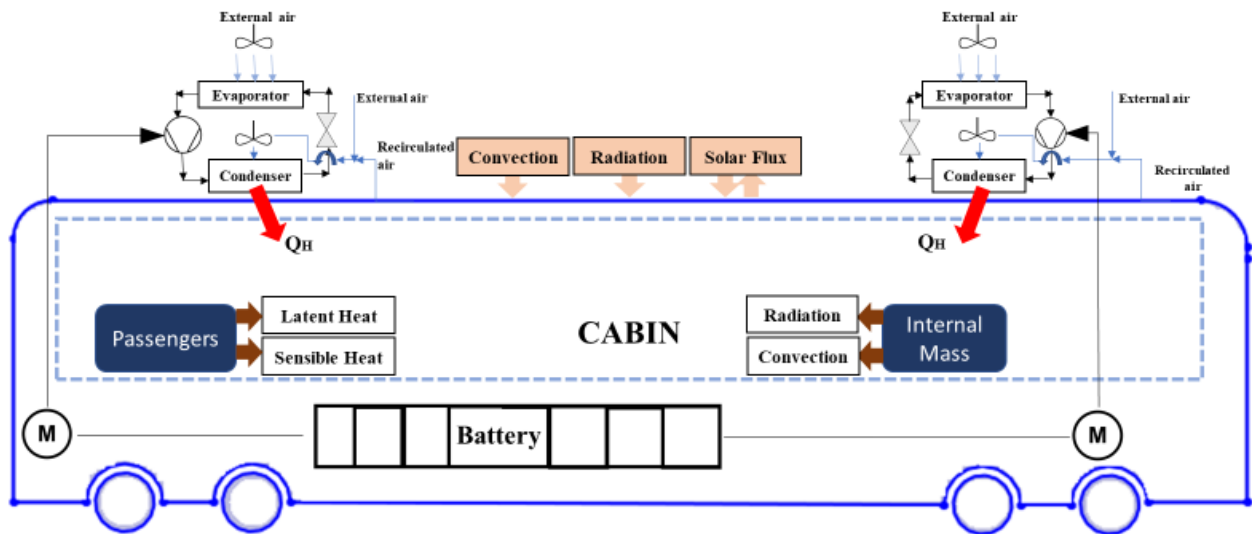 External air
External air
Evaporator
External air
Recirculated
air
Condenser
QH
Convection
Radiation
Solar Flux
Evaporator
External air
Condenser
Recirculated
air
QH
Passengers
Latent Heat
Sensible Heat
CABIN
Radiation
Convection
Internal
Mass
M
Battery
M